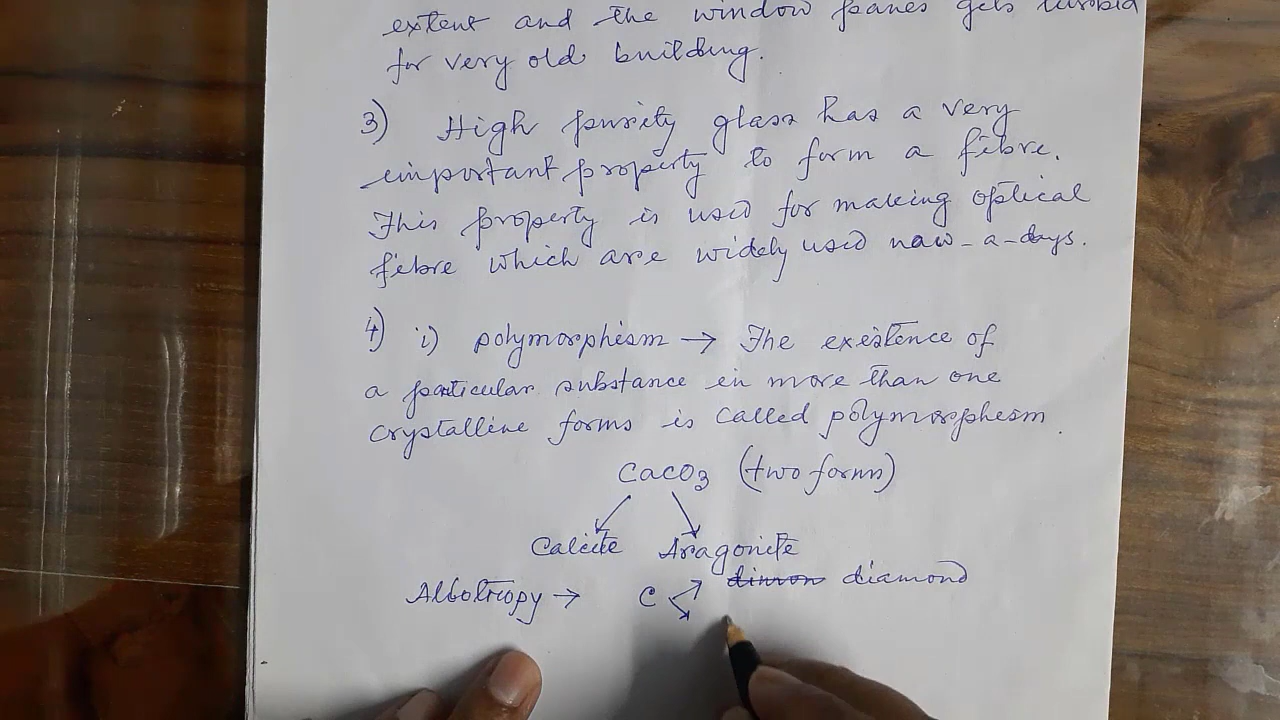 extent and the window panes gets turbid
for very old building.
3) High purity glass has a very
important property to form a fibre.
This property is used for making optical
fibre which are widely used now-a-days.
4) i) polymorphism → The existence of
a particular substance in more than one
crystalline forms is called polymorphism.
CaCO3 (two forms)
Calcite Aragonite
Allotropy → C diamond